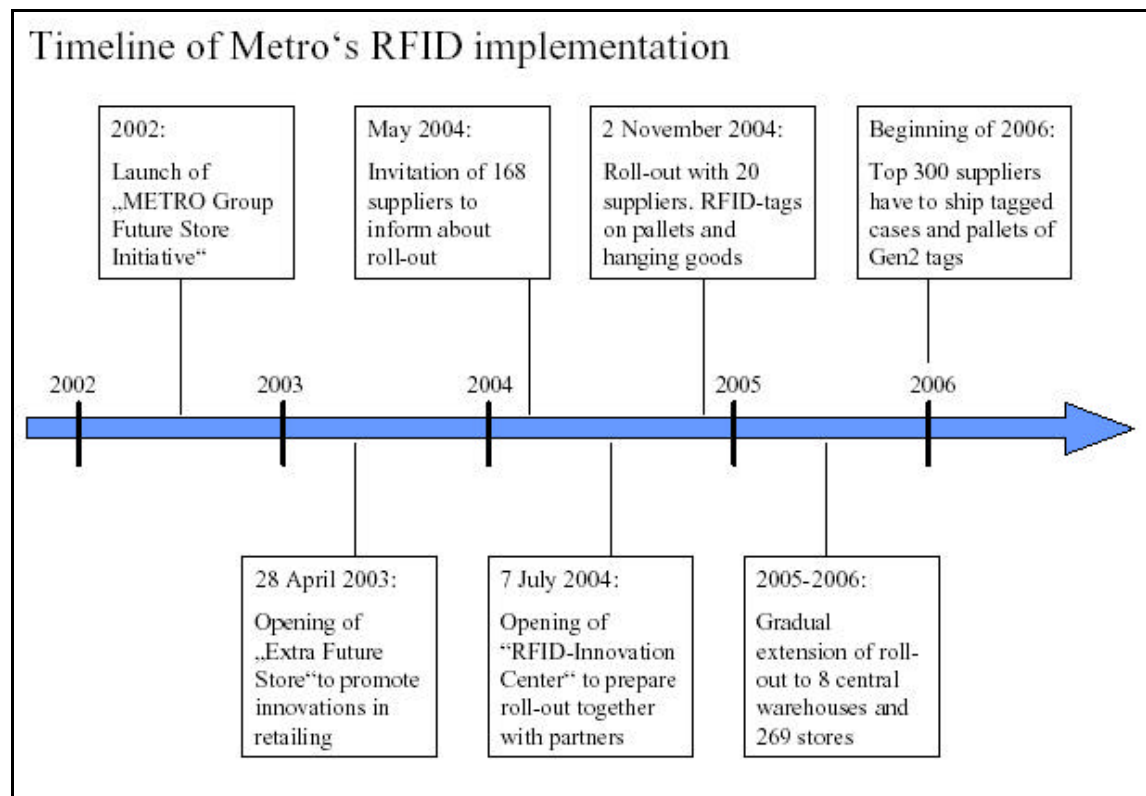 Timeline of Metro‘s RFID implementation
2002:
Launch of
„METRO Group
Future Store
Initiative“
May 2004:
Invitation of 168
suppliers to
inform about
roll-out
2 November 2004:
Roll-out with 20
suppliers. RFID-tags
on pallets and
hanging goods
Beginning of 2006:
Top 300 suppliers
have to ship tagged
cases and pallets of
Gen2 tags
2002
2003
2004
2005
2006
28 April 2003:
Opening of
„Extra Future
Store“to promote
innovations in
retailing
7 July 2004:
Opening of
“RFID-Innovation
Center“ to prepare
roll-out together
with partners
2005-2006:
Gradual
extension of roll-
out to 8 central
warehouses and
269 stores